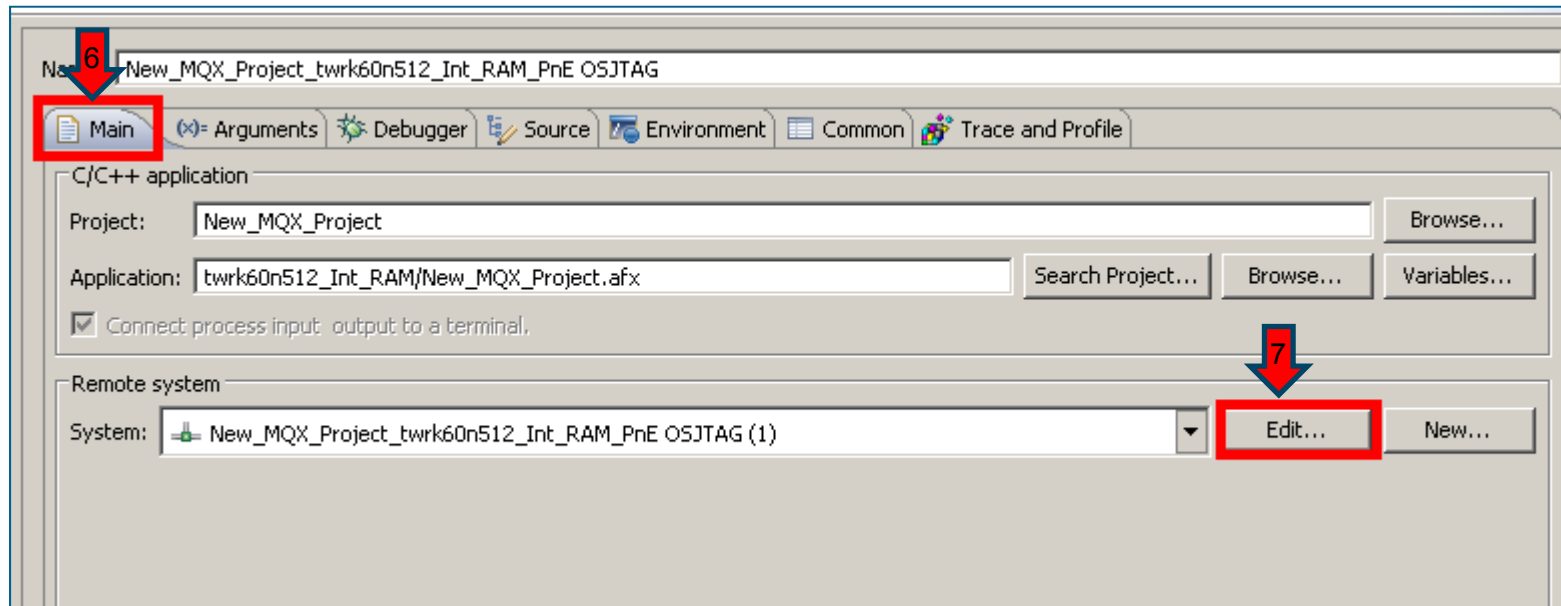 6
Na New_MQX_Project_twrk60n512_Int_RAM_PnE OSJTAG
Main (x)= Arguments Debugger Source Environment Common Trace and Profile
C/C++ application
Project: New_MQX_Project Browse...
Application: twrk60n512_Int_RAM/New_MQX_Project.afx Search Project... Browse... Variables...
Connect process input output to a terminal.
7
Remote system
System: New_MQX_Project_twrk60n512_Int_RAM_PnE OSJTAG (1) Edit... New...